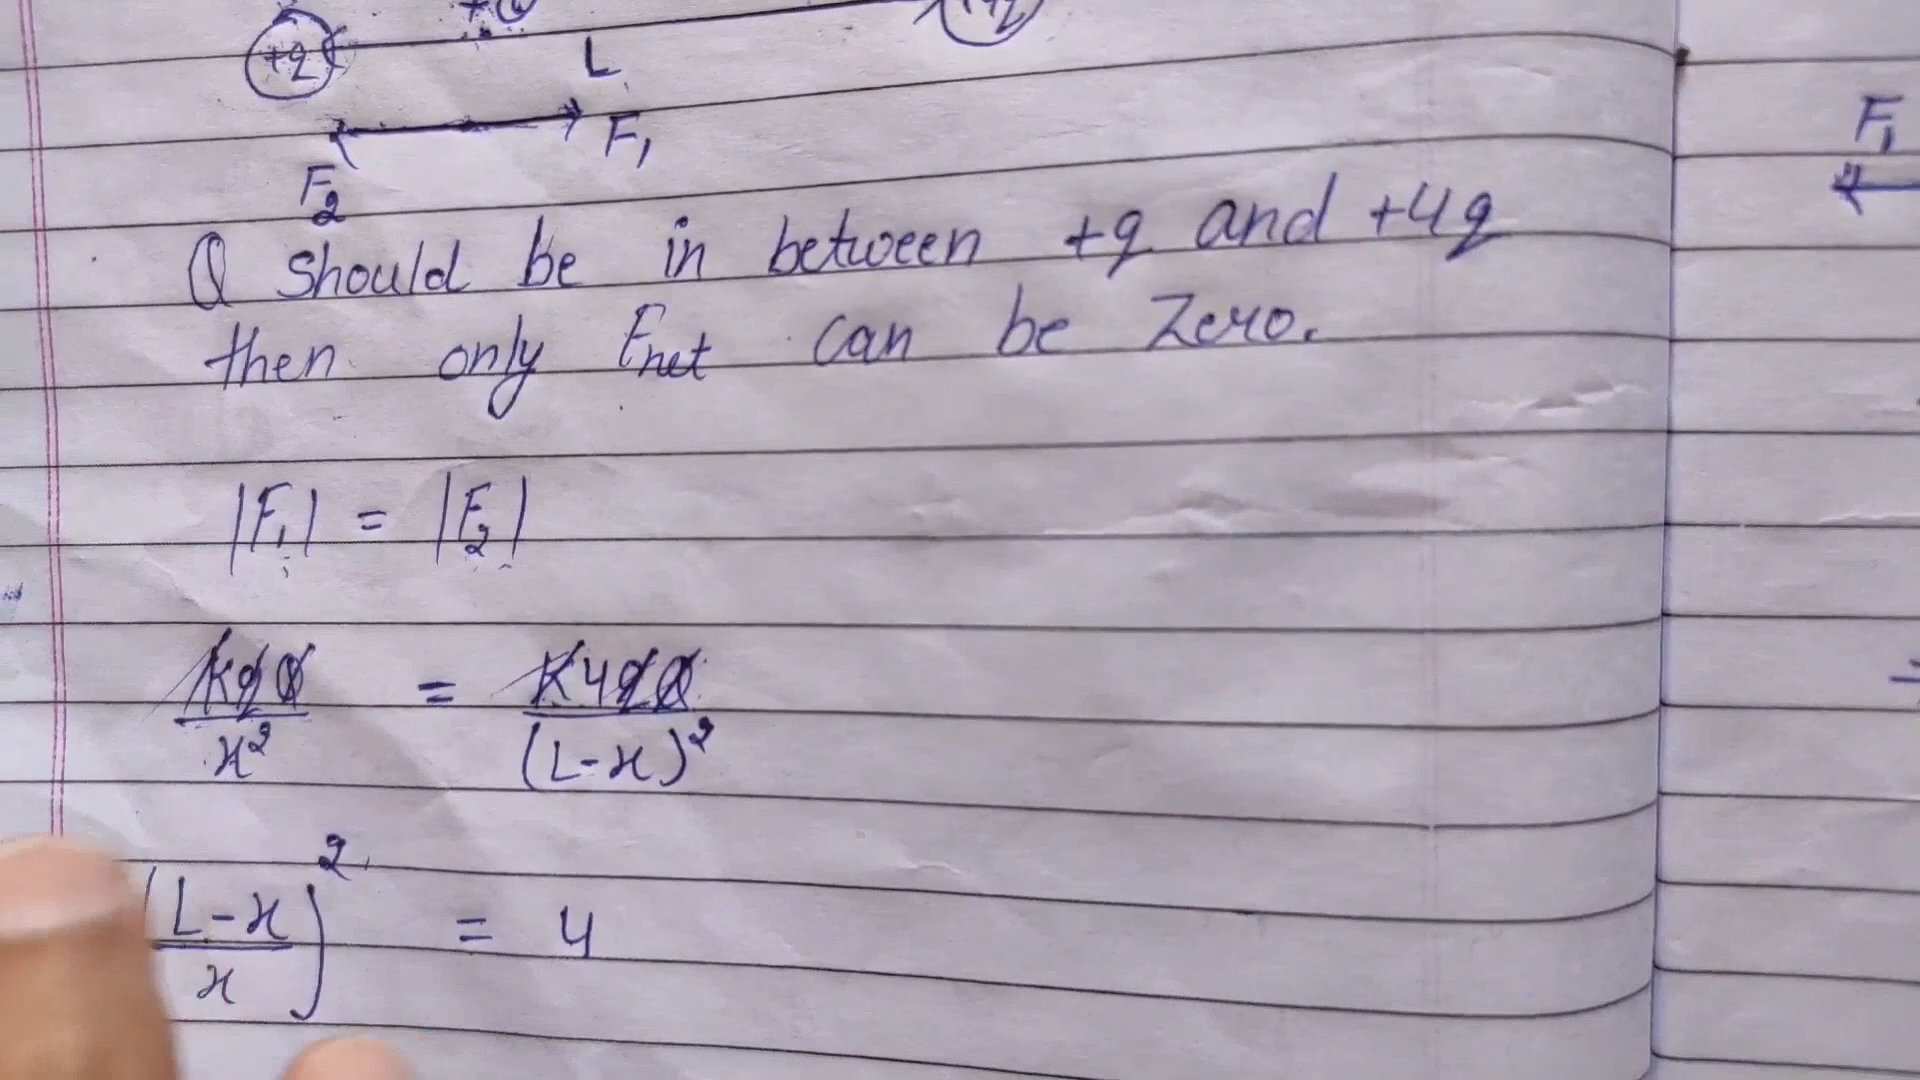 +q
+4q
L
F₁
F₂
F₁
Q should be in between +q and +4q
then only Fnet can be zero.
|F₁| = |F₂|
KqQ/x² = K4qQ/(L-x)²
((L-x)/x)² = 4